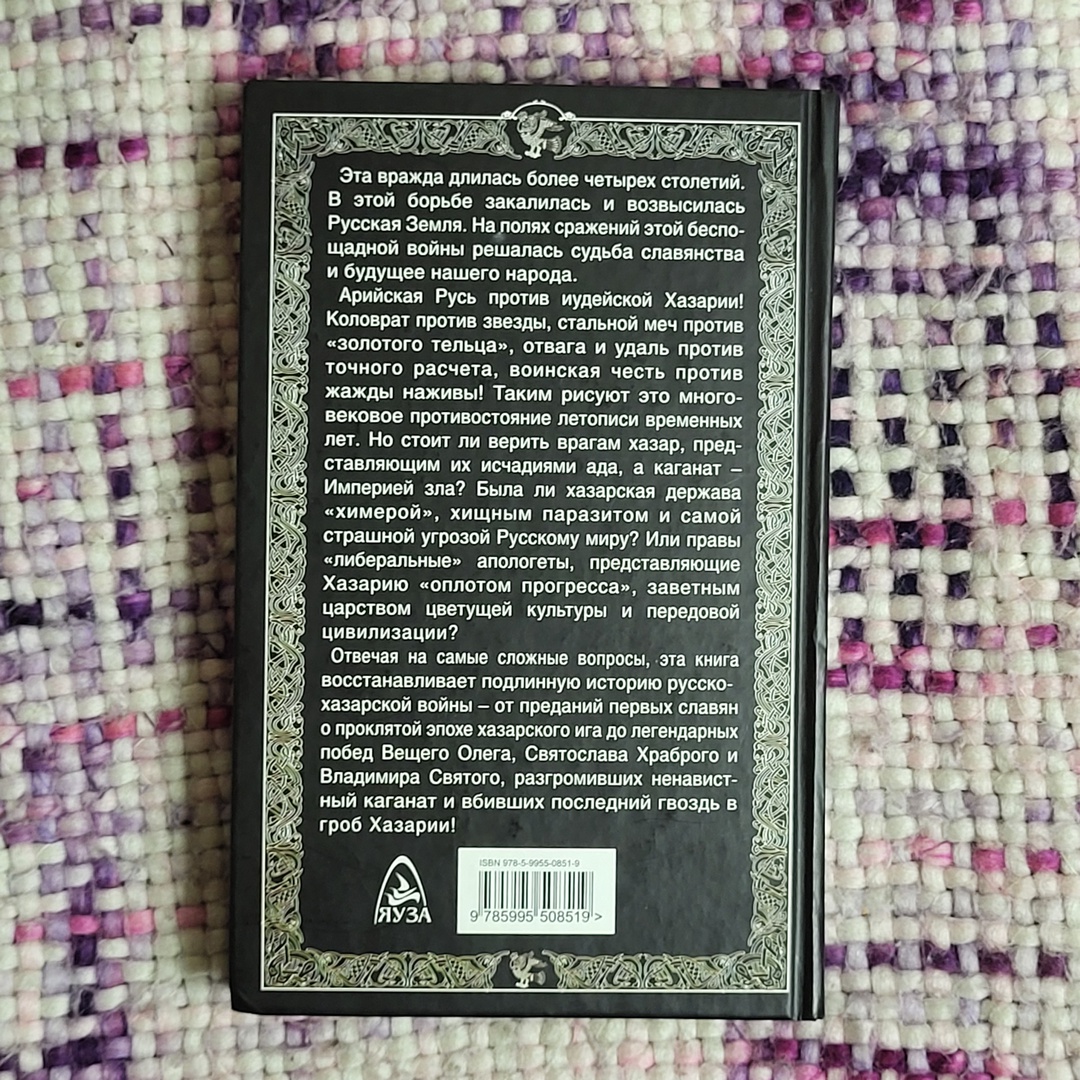 Эта вражда длилась более четырех столетий.
В этой борьбе закалилась и возвысилась
Русская Земля. На полях сражений этой беспо-
щадной войны решалась судьба славянства
и будущее нашего народа.
Арийская Русь против иудейской Хазарии!
Коловрат против звезды, стальной меч против
«золотого тельца», отвага и удаль против
точного расчета, воинская честь против
жажды наживы! Таким рисуют это много-
вековое противостояние летописи временных
лет. Но стоит ли верить врагам хазар, пред-
ставляющим их исчадиями ада, а каганат –
Империей зла? Была ли хазарская держава
«химерой», хищным паразитом и самой
страшной угрозой Русскому миру? Или правы
«либеральные» апологеты, представляющие
Хазарию «оплотом прогресса», заветным
царством цветущей культуры и передовой
цивилизации?
Отвечая на самые сложные вопросы, эта книга
восстанавливает подлинную историю русско-
хазарской войны – от преданий первых славян
о проклятой эпохе хазарского ига до легендарных
побед Вещего Олега, Святослава Храброго и
Владимира Святого, разгромивших ненавист-
ный каганат и вбивших последний гвоздь в
гроб Хазарии!
ЯУЗА
ISBN 978-5-9955-0851-9
9 785995 508519 >